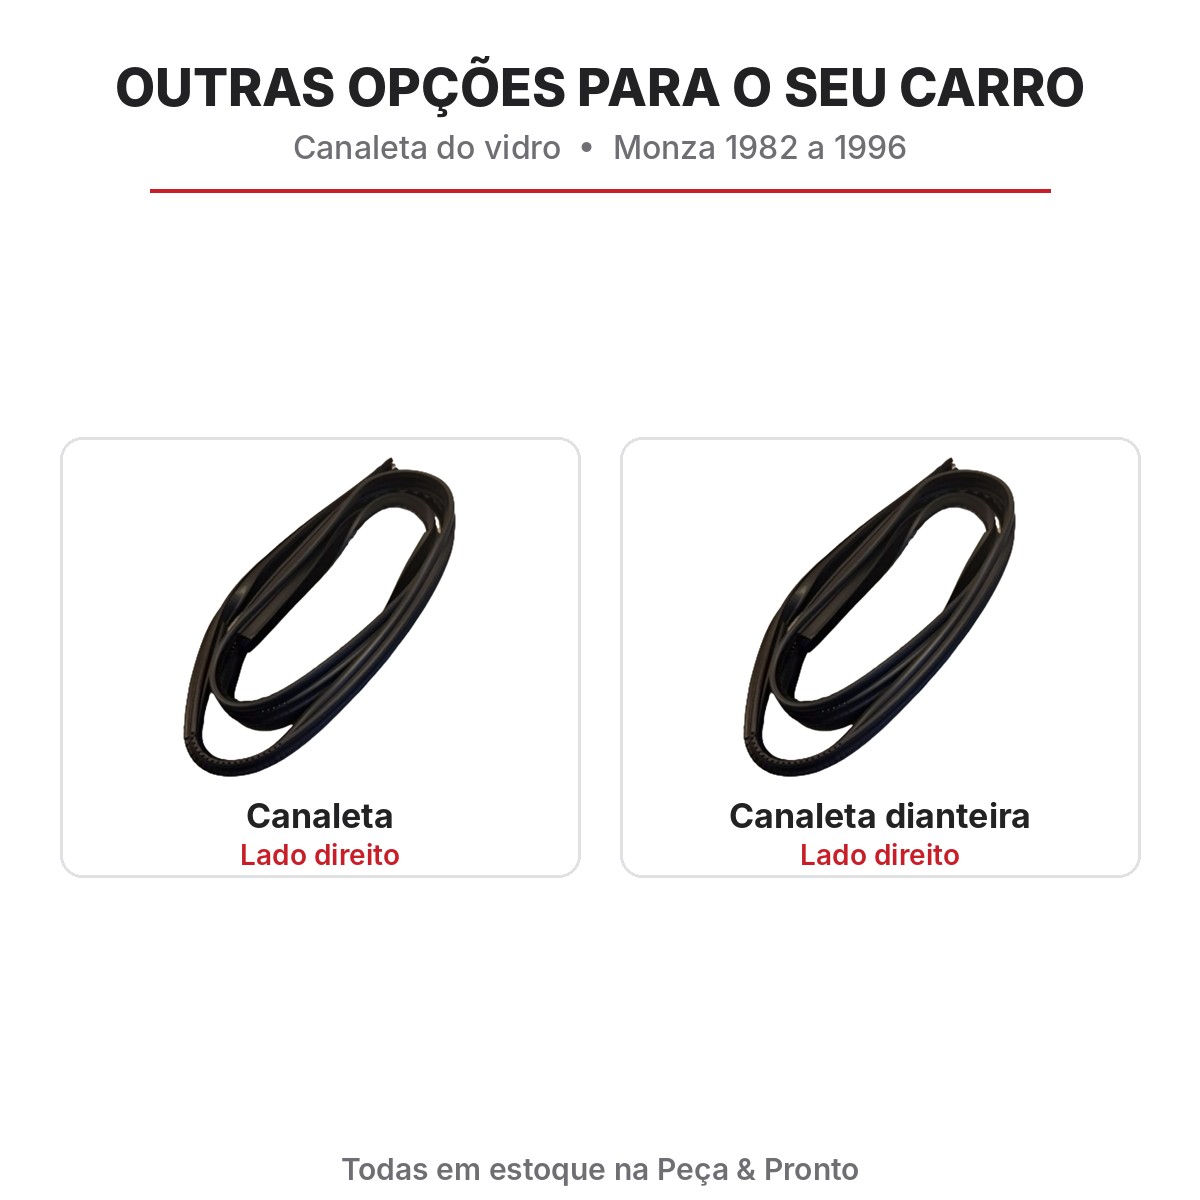 OUTRAS OPÇÕES PARA O SEU CARRO
Canaleta do vidro • Monza 1982 a 1996
Canaleta
Lado direito
Canaleta dianteira
Lado direito
Todas em estoque na Peça & Pronto